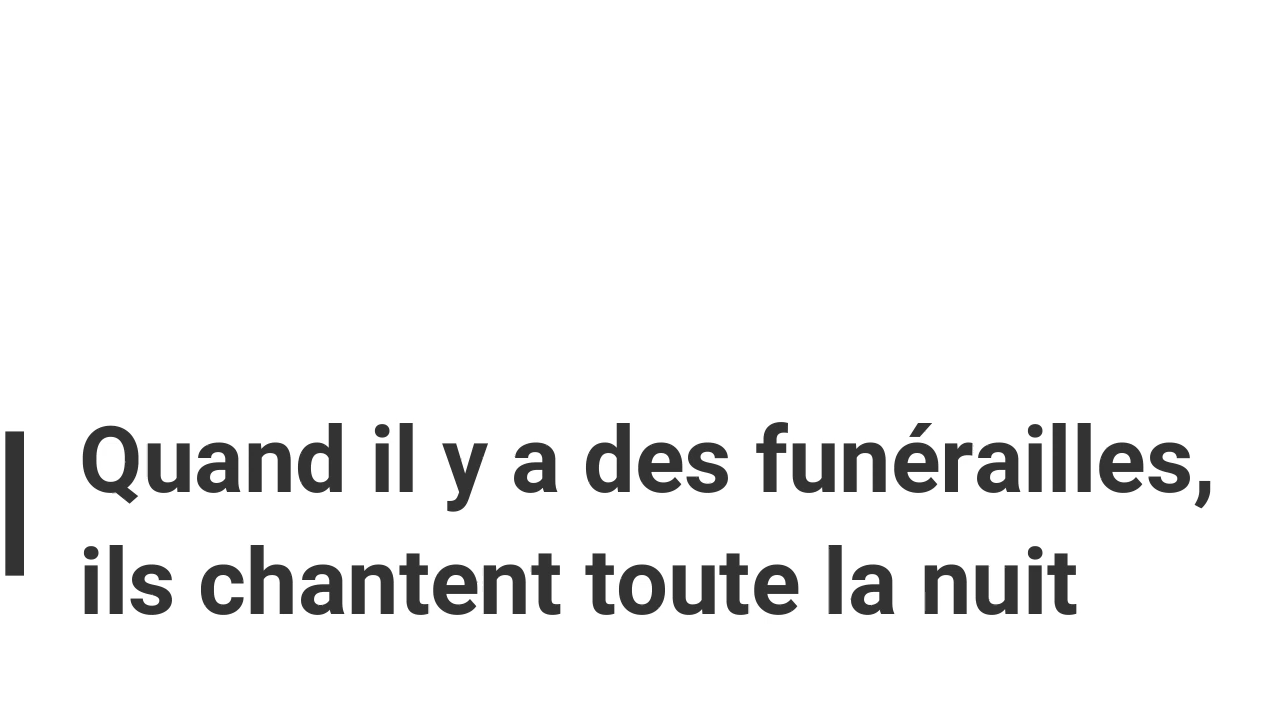 Quand il y a des funérailles,
ils chantent toute la nuit